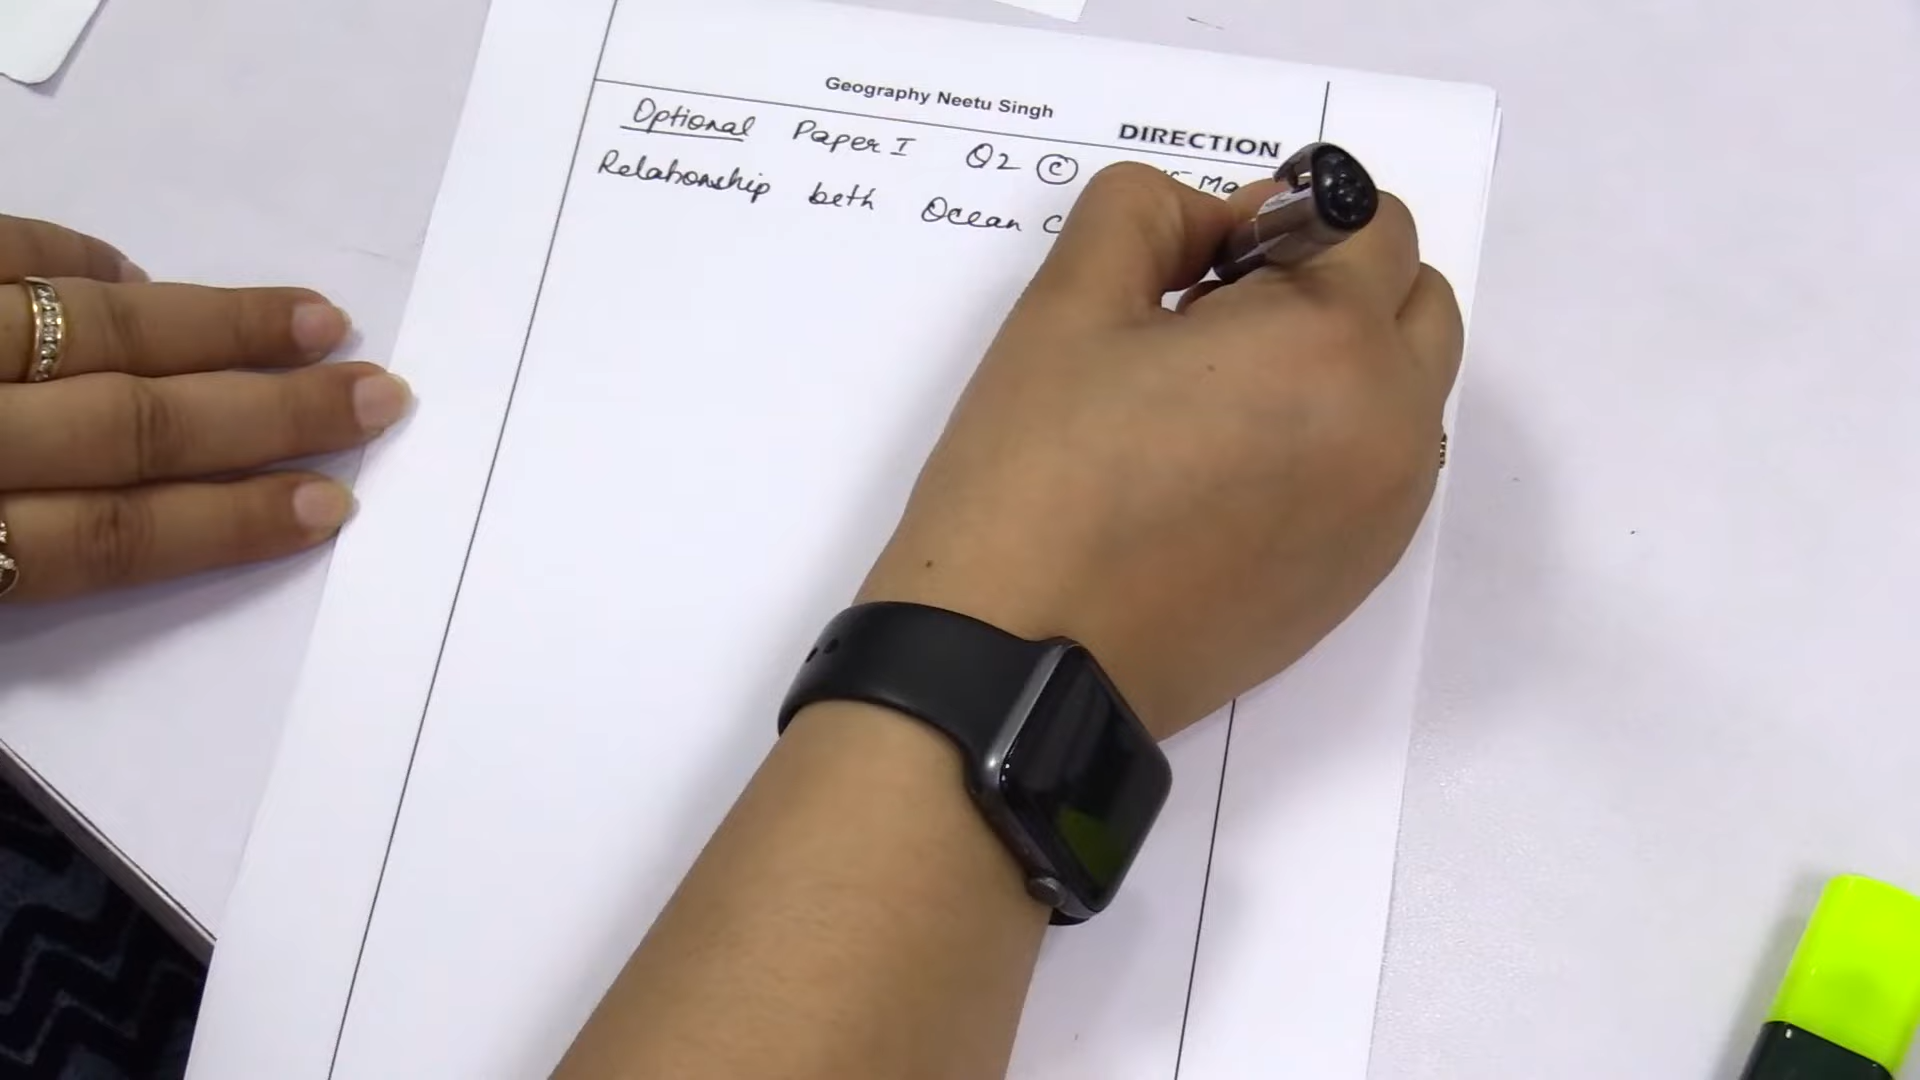 Geography Neetu Singh
DIRECTION
Optional Paper I Q2 (c)
Relationship beth Ocean C